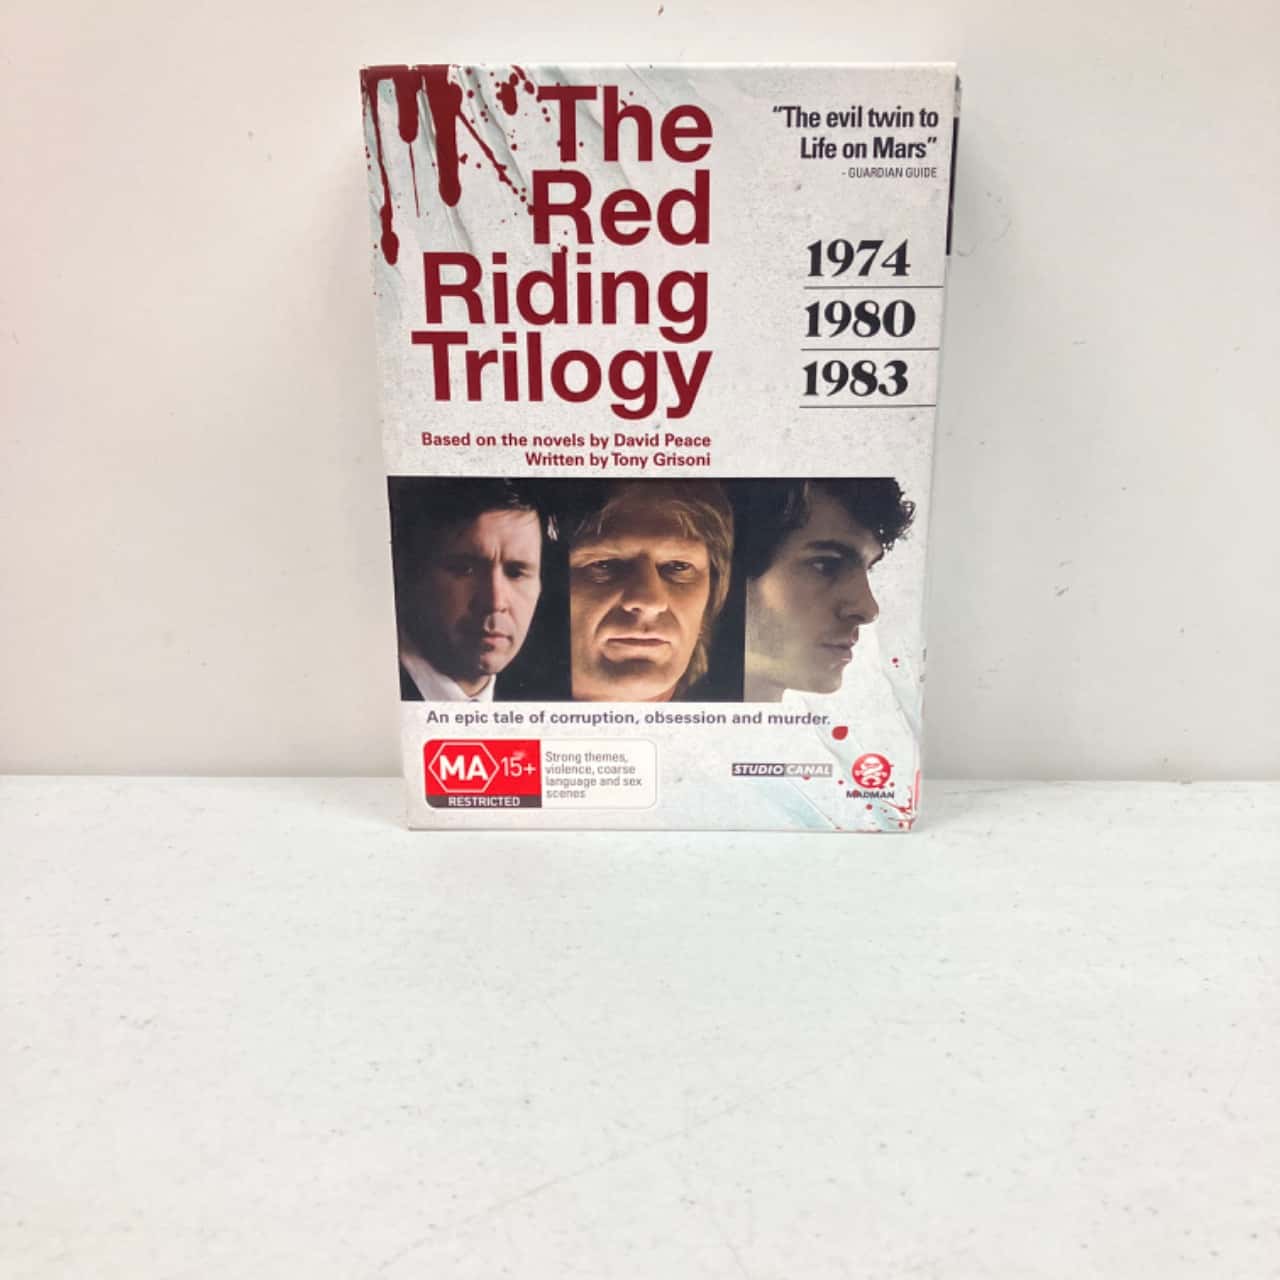 The
Red
Riding
Trilogy
Based on the novels by David Peace
Written by Tony Grisoni
"The evil twin to
Life on Mars"
- GUARDIAN GUIDE
1974
1980
1983
An epic tale of corruption, obsession and murder.
MA 15+
RESTRICTED
Strong themes,
violence, coarse
language and sex
scenes
STUDIO CANAL
MADMAN